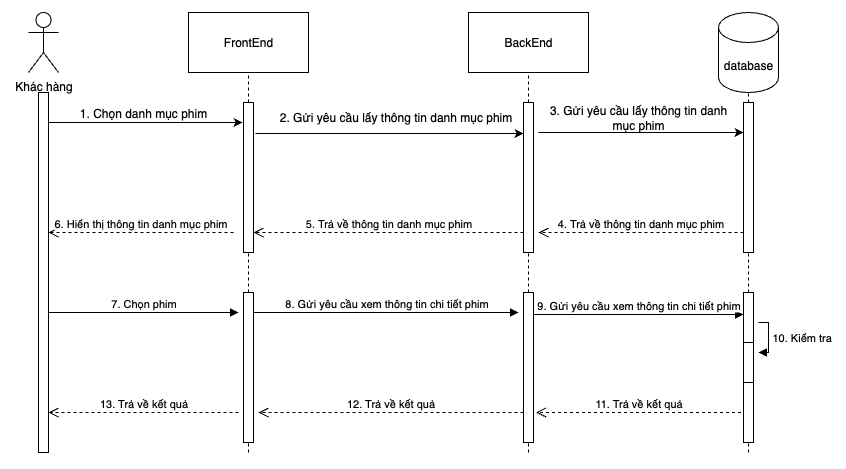 FrontEnd
BackEnd
database
Khác hàng
1. Chọn danh mục phim
2. Gửi yêu cầu lấy thông tin danh mục phim
3. Gửi yêu cầu lấy thông tin danh
mục phim
6. Hiển thị thông tin danh mục phim
5. Trả về thông tin danh mục phim
4. Trả về thông tin danh mục phim
7. Chọn phim
8. Gửi yêu cầu xem thông tin chi tiết phim
9. Gửi yêu cầu xem thông tin chi tiết phim
10. Kiểm tra
13. Trả về kết quả
12. Trả về kết quả
11. Trả về kết quả